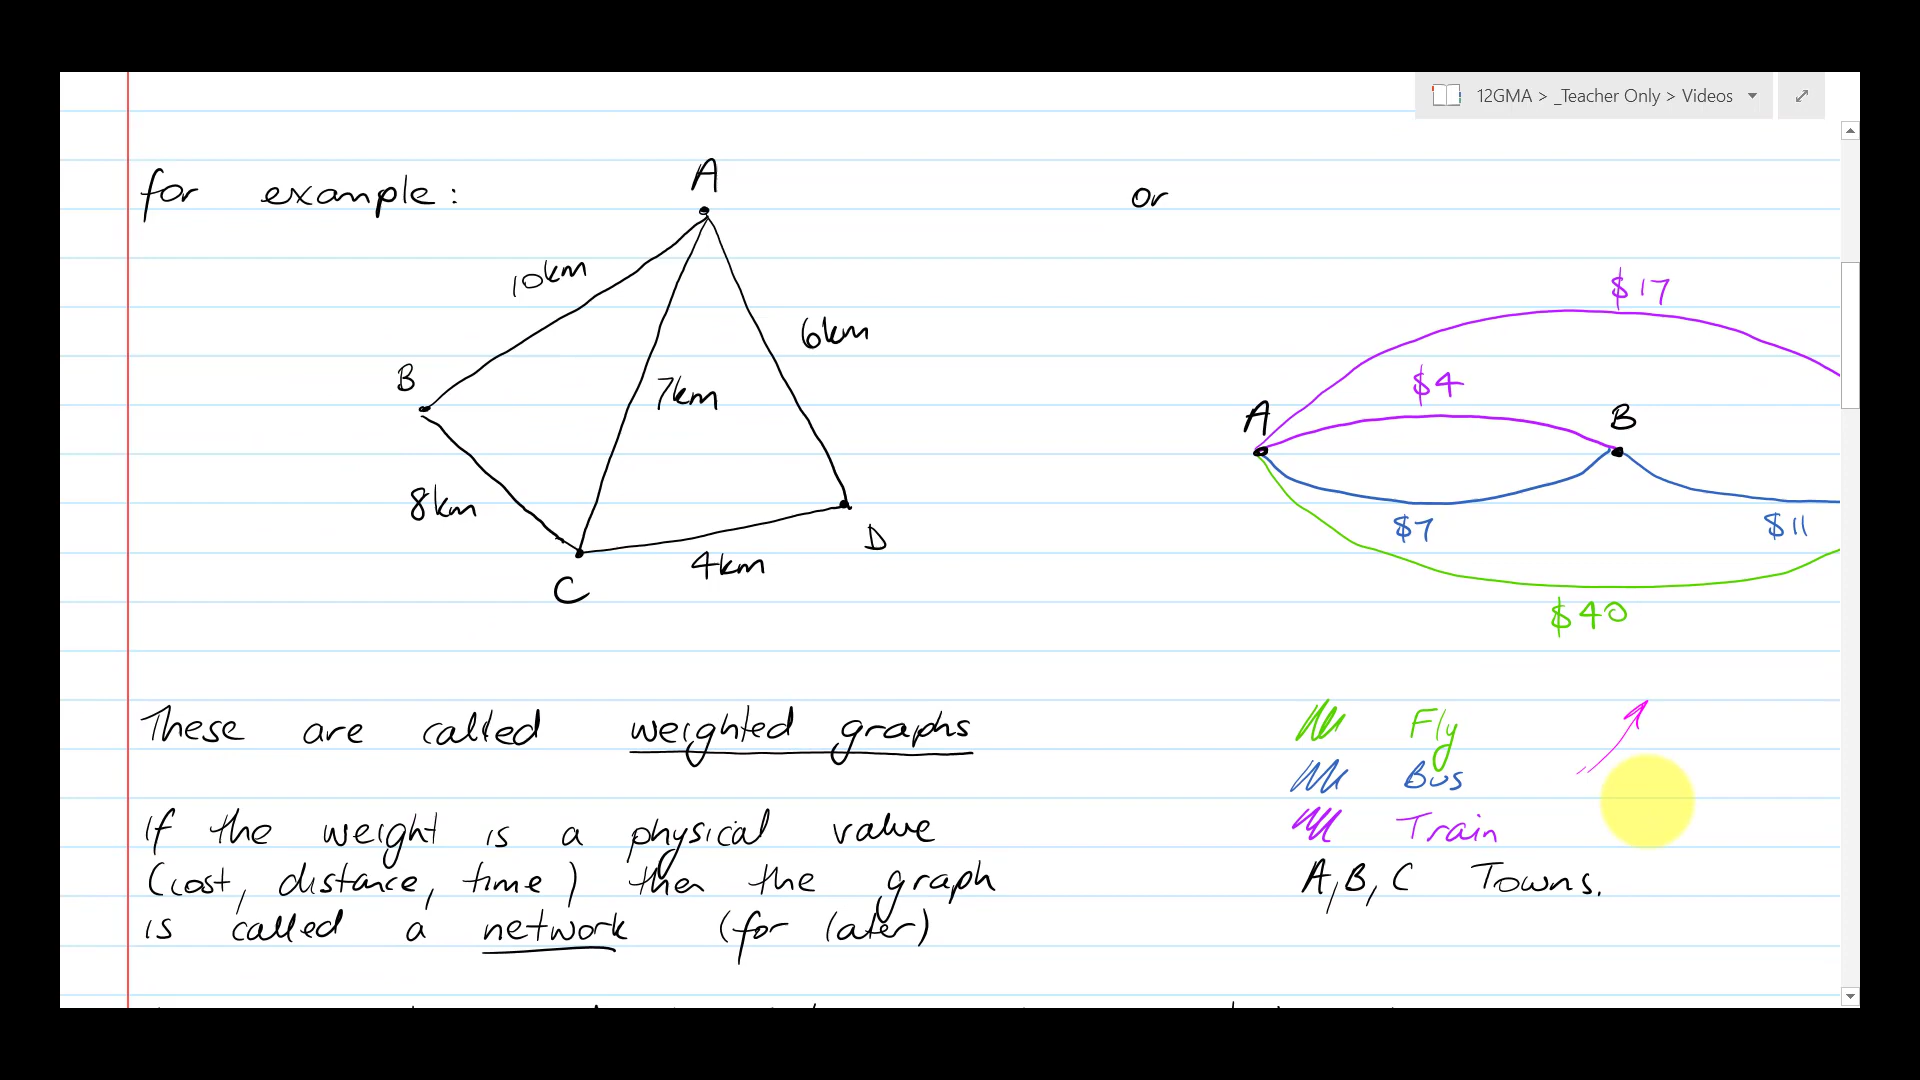 12GMA > _Teacher Only > Videos
for example:
A
10km
6km
B
7km
8km
4km
D
C
or
$17
$4
A
B
$7
$11
$40
These are called weighted graphs
If the weight is a physical value
(cost, distance, time) then the graph
is called a network (for later)
Fly
Bus
Train
A, B, C Towns.